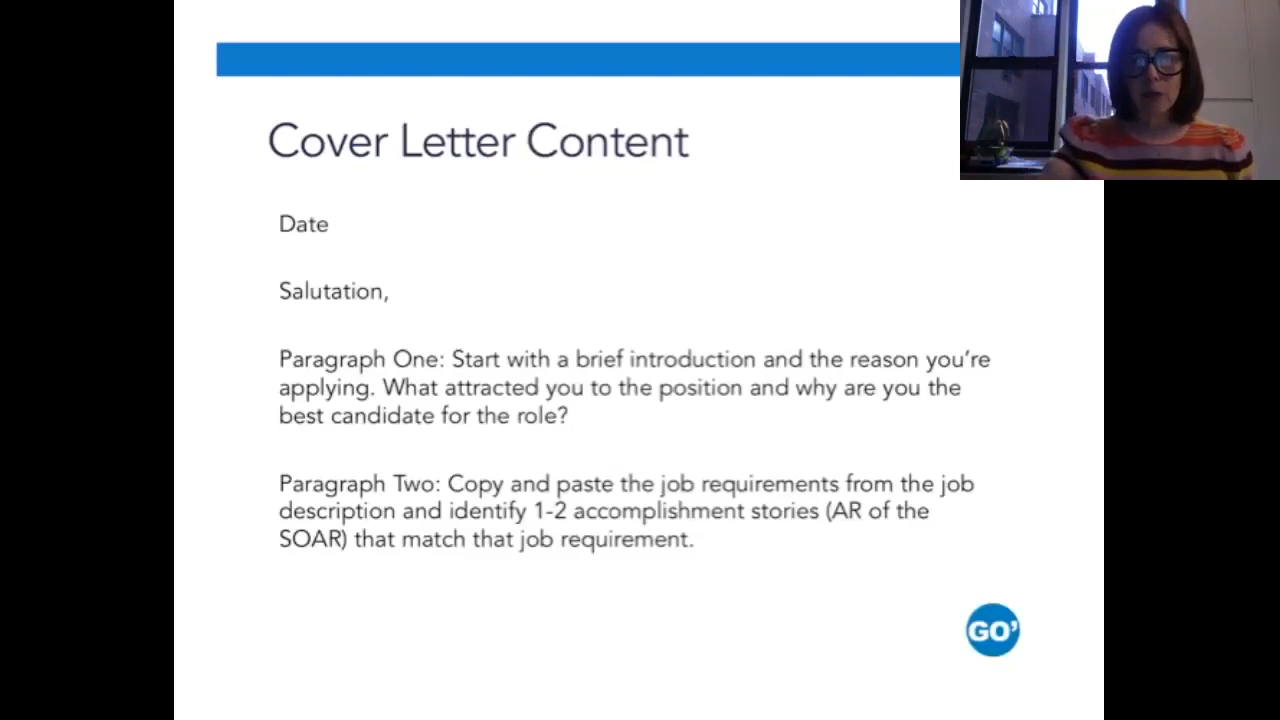 Cover Letter Content
Date
Salutation,
Paragraph One: Start with a brief introduction and the reason you’re
applying. What attracted you to the position and why are you the
best candidate for the role?
Paragraph Two: Copy and paste the job requirements from the job
description and identify 1-2 accomplishment stories (AR of the
SOAR) that match that job requirement.
GO’